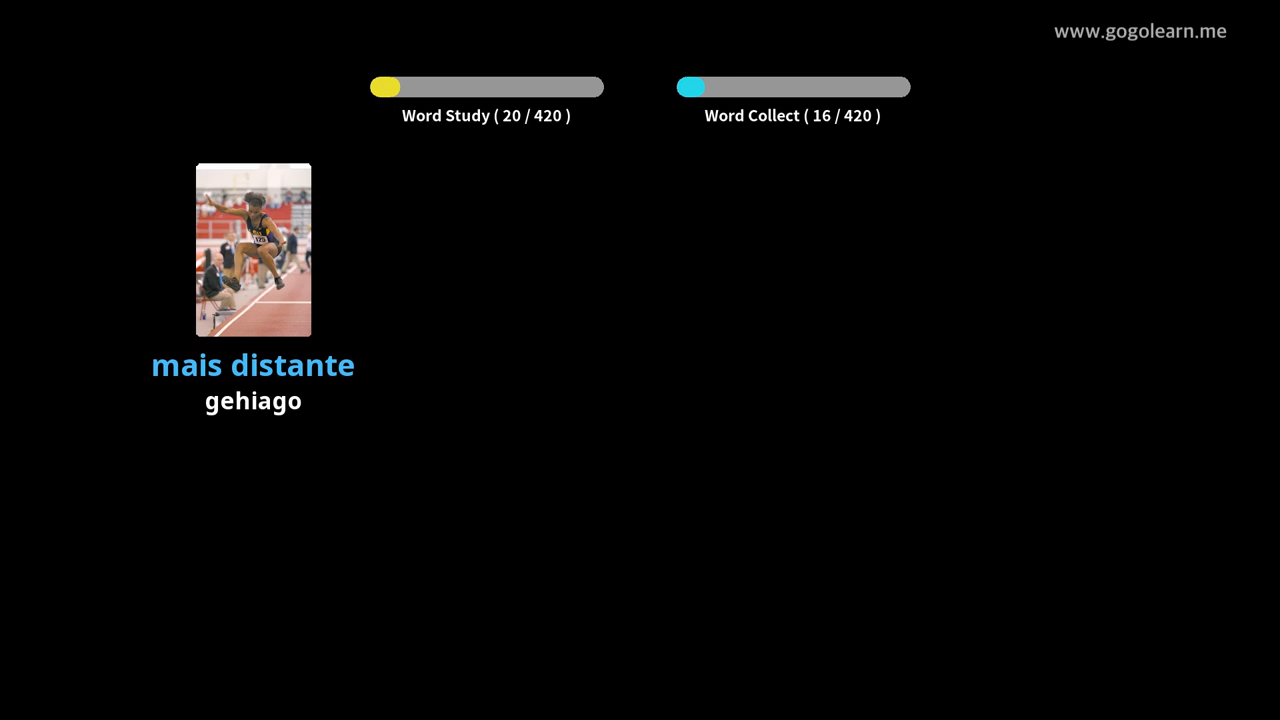 www.gogolearn.me
Word Study ( 20 / 420 )
Word Collect ( 16 / 420 )
mais distante
gehiago